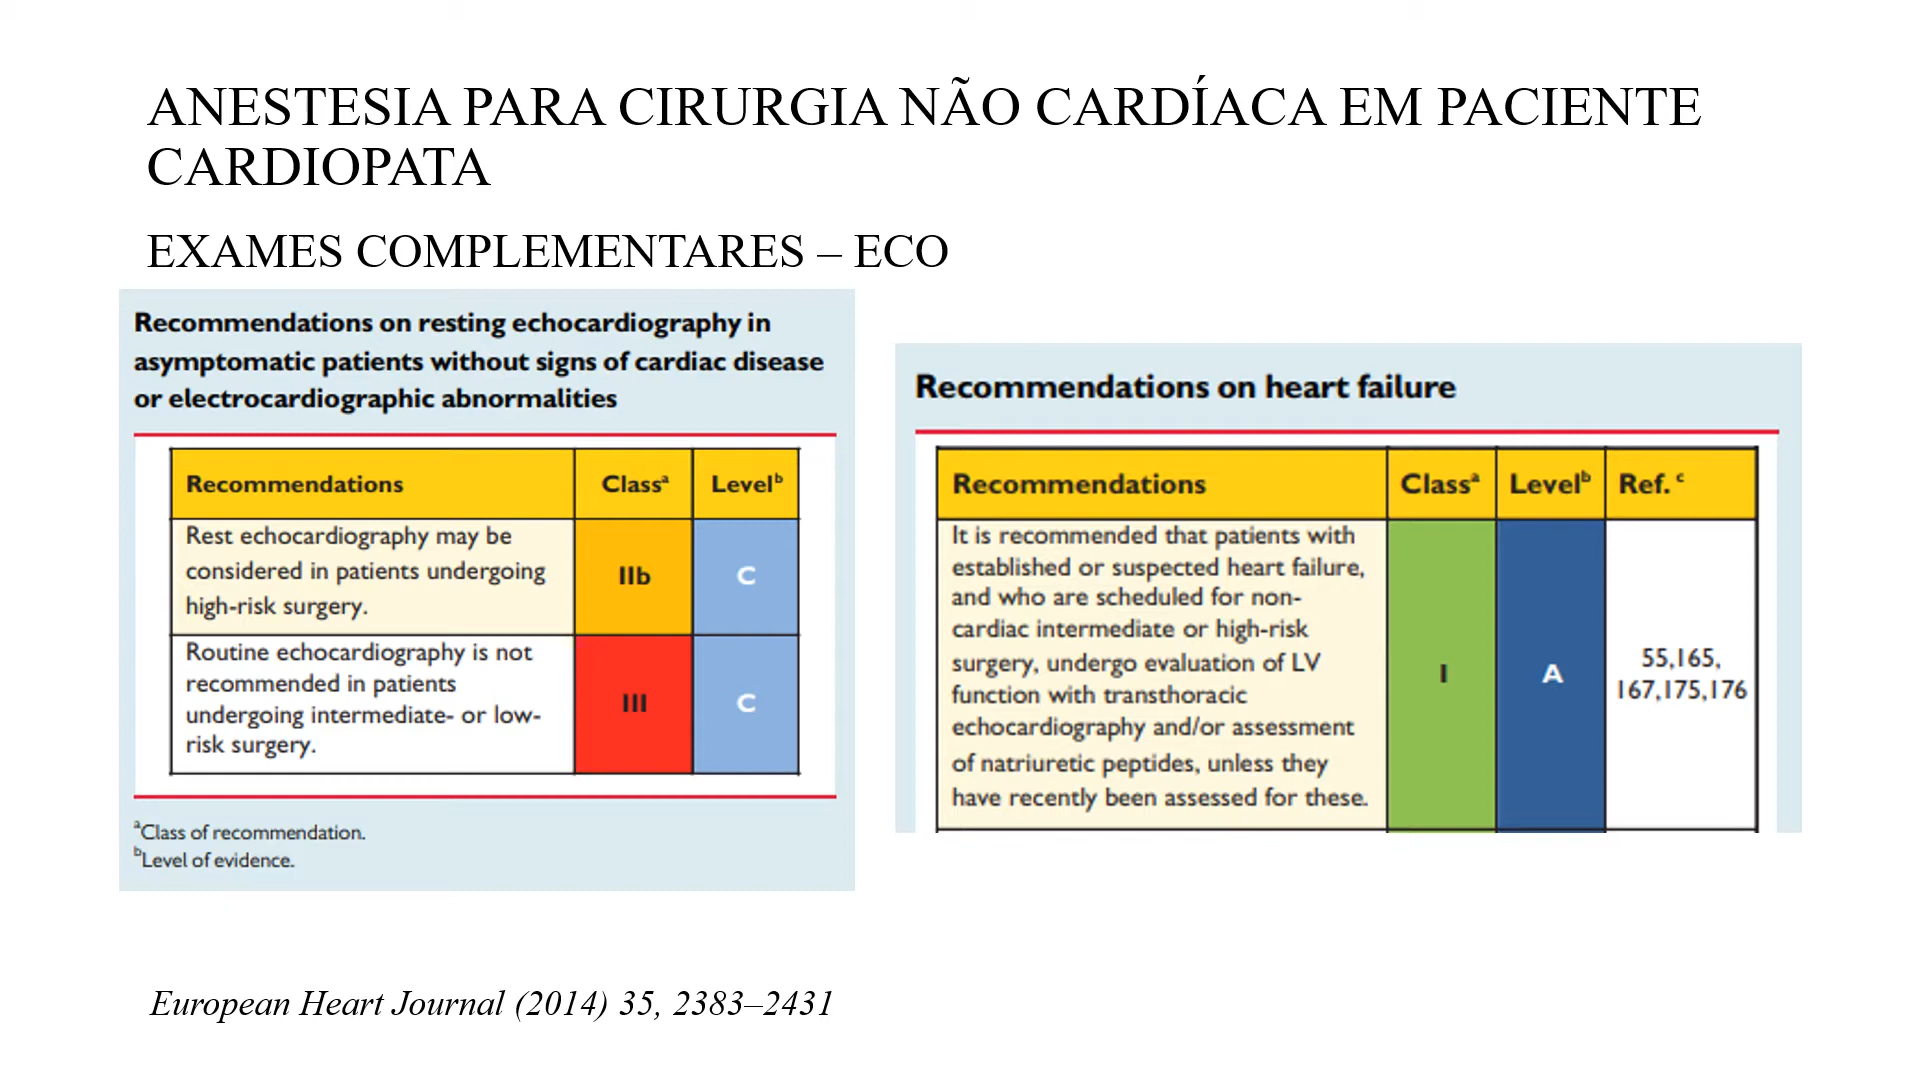 ANESTESIA PARA CIRURGIA NÃO CARDÍACA EM PACIENTE
CARDIOPATA
EXAMES COMPLEMENTARES – ECO
Recommendations on resting echocardiography in
asymptomatic patients without signs of cardiac disease
or electrocardiographic abnormalities
Recommendations Classᵃ Levelᵇ
Rest echocardiography may be
considered in patients undergoing
high-risk surgery.
IIb C
Routine echocardiography is not
recommended in patients
undergoing intermediate- or low-
risk surgery.
III C
ᵃClass of recommendation.
ᵇLevel of evidence.
Recommendations on heart failure
Recommendations Classᵃ Levelᵇ Ref. ᶜ
It is recommended that patients with
established or suspected heart failure,
and who are scheduled for non-
cardiac intermediate or high-risk
surgery, undergo evaluation of LV
function with transthoracic
echocardiography and/or assessment
of natriuretic peptides, unless they
have recently been assessed for these.
I A
55,165,
167,175,176
European Heart Journal (2014) 35, 2383–2431